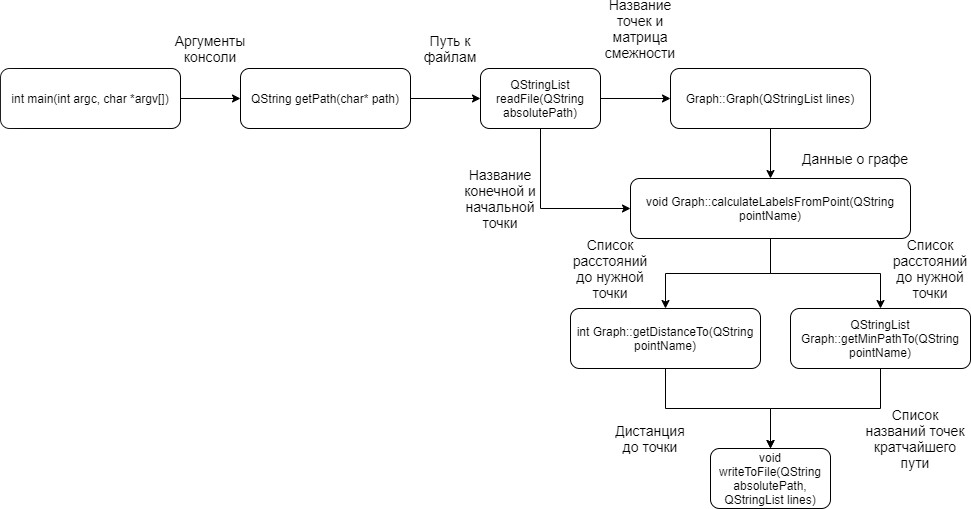 Название
точек и
матрица
смежности
Аргументы
консоли
Путь к
файлам
int main(int argc, char *argv[])
QString getPath(char* path)
QStringList
readFile(QString
absolutePath)
Graph::Graph(QStringList lines)
Данные о графе
Название
конечной и
начальной
точки
void Graph::calculateLabelsFromPoint(QString
pointName)
Список
расстояний
до нужной
точки
Список
расстояний
до нужной
точки
int Graph::getDistanceTo(QString
pointName)
QStringList
Graph::getMinPathTo(QString
pointName)
Дистанция
до точки
Список
названий точек
кратчайшего
пути
void
writeToFile(QString
absolutePath,
QStringList lines)